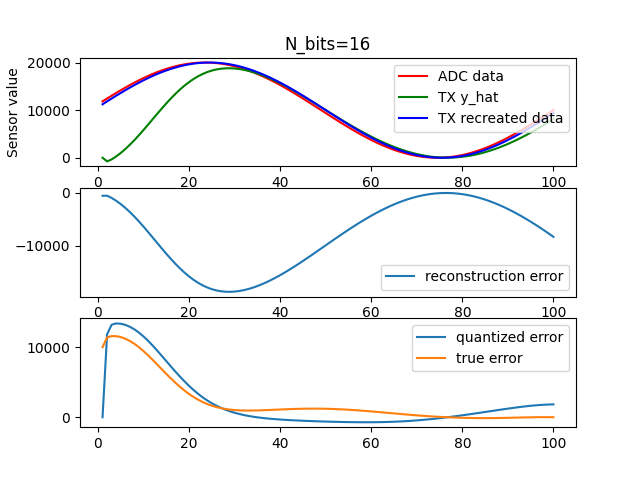 N_bits=16
Sensor value
20000
10000
0
ADC data
TX y_hat
TX recreated data
0 20 40 60 80 100
0
−10000
reconstruction error
0 20 40 60 80 100
10000
0
quantized error
true error
0 20 40 60 80 100